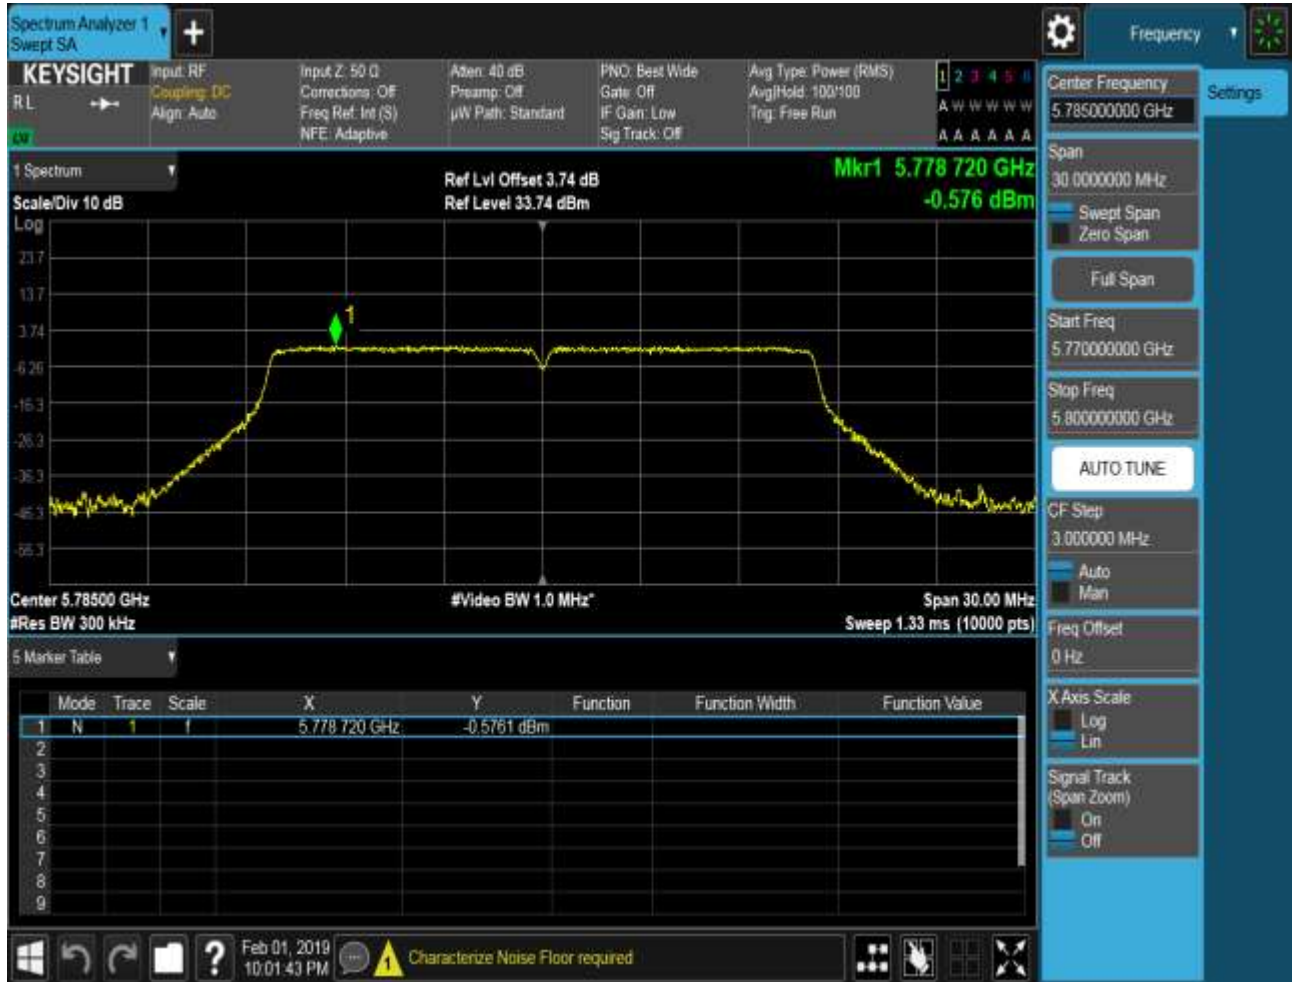 Spectrum Analyzer 1
Swept SA
+
Frequency
KEYSIGHT
RL
Input: RF
Coupling: DC
Align: Auto
Input Z: 50 Ω
Corrections: Off
Freq Ref: Int (S)
NFE: Adaptive
Atten: 40 dB
Preamp: Off
µW Path: Standard
PNO: Best Wide
Gate: Off
IF Gain: Low
Sig Track: Off
Avg Type: Power (RMS)
Avg|Hold: 100/100
Trig: Free Run
1 2 3 4 5 6
A W W W W W
A A A A A A
1 Spectrum
Scale/Div 10 dB
Ref Lvl Offset 3.74 dB
Ref Level 33.74 dBm
Mkr1 5.778 720 GHz
-0.576 dBm
Log
23.7
13.7
3.74
-6.26
-16.3
-26.3
-36.3
-46.3
-56.3
1
Center 5.78500 GHz
#Video BW 1.0 MHz*
Span 30.00 MHz
#Res BW 300 kHz
Sweep 1.33 ms (10000 pts)
5 Marker Table
Mode Trace Scale X Y Function Function Width Function Value
1 N 1 f 5.778 720 GHz -0.5761 dBm
2
3
4
5
6
7
8
9
Center Frequency
5.785000000 GHz
Settings
Span
30.0000000 MHz
Swept Span
Zero Span
Full Span
Start Freq
5.770000000 GHz
Stop Freq
5.800000000 GHz
AUTO TUNE
CF Step
3.000000 MHz
Auto
Man
Freq Offset
0 Hz
X Axis Scale
Log
Lin
Signal Track
(Span Zoom)
On
Off
?
Feb 01, 2019
10:01:43 PM
1
Characterize Noise Floor required